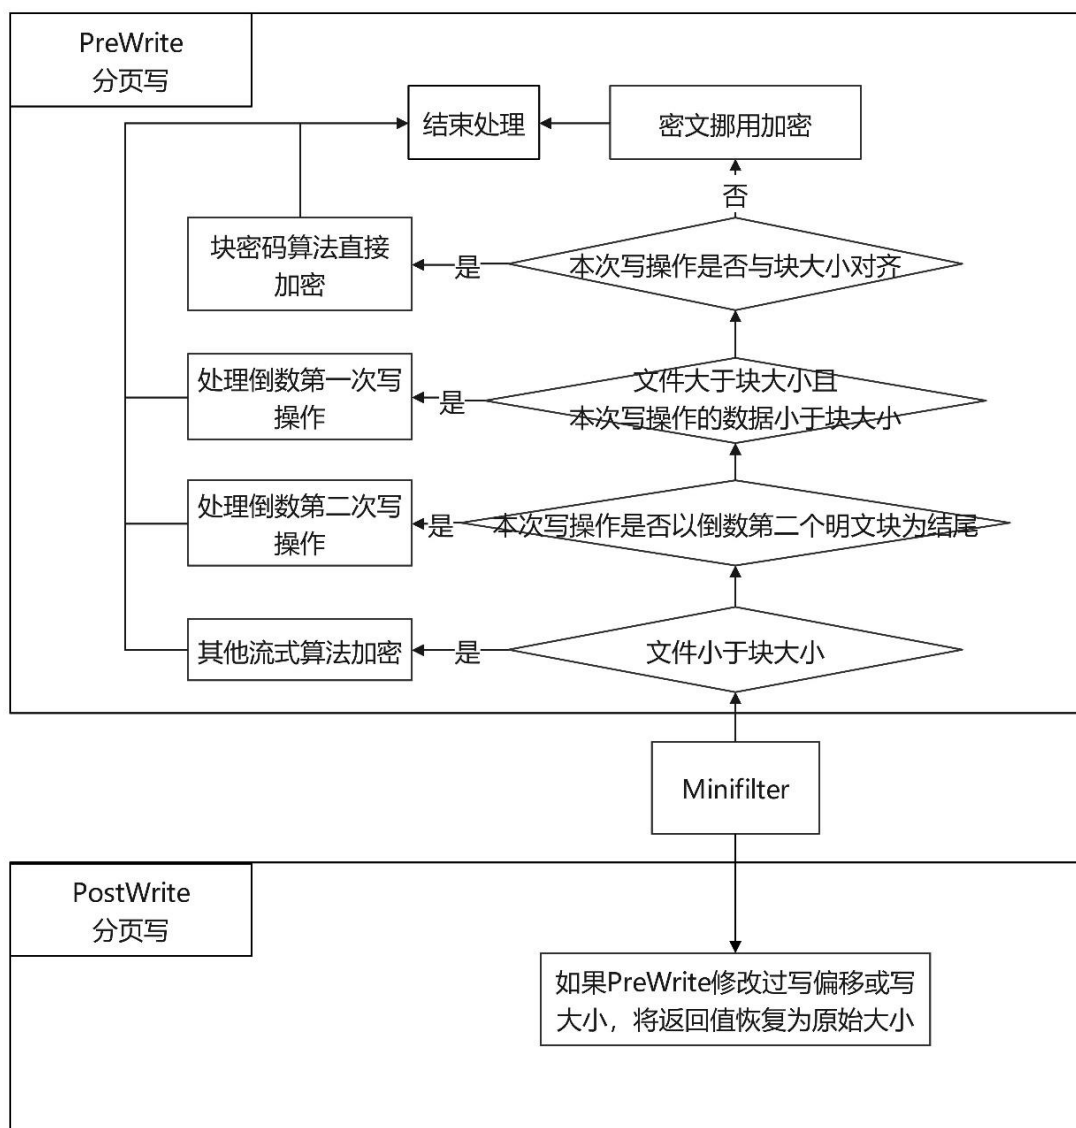 PreWrite
分页写
结束处理
密文挪用加密
否
块密码算法直接
加密
是
本次写操作是否与块大小对齐
处理倒数第一次写
操作
是
文件大于块大小且
本次写操作的数据小于块大小
处理倒数第二次写
操作
是
本次写操作是否以倒数第二个明文块为结尾
其他流式算法加密
是
文件小于块大小
Minifilter
PostWrite
分页写
如果PreWrite修改过写偏移或写
大小，将返回值恢复为原始大小